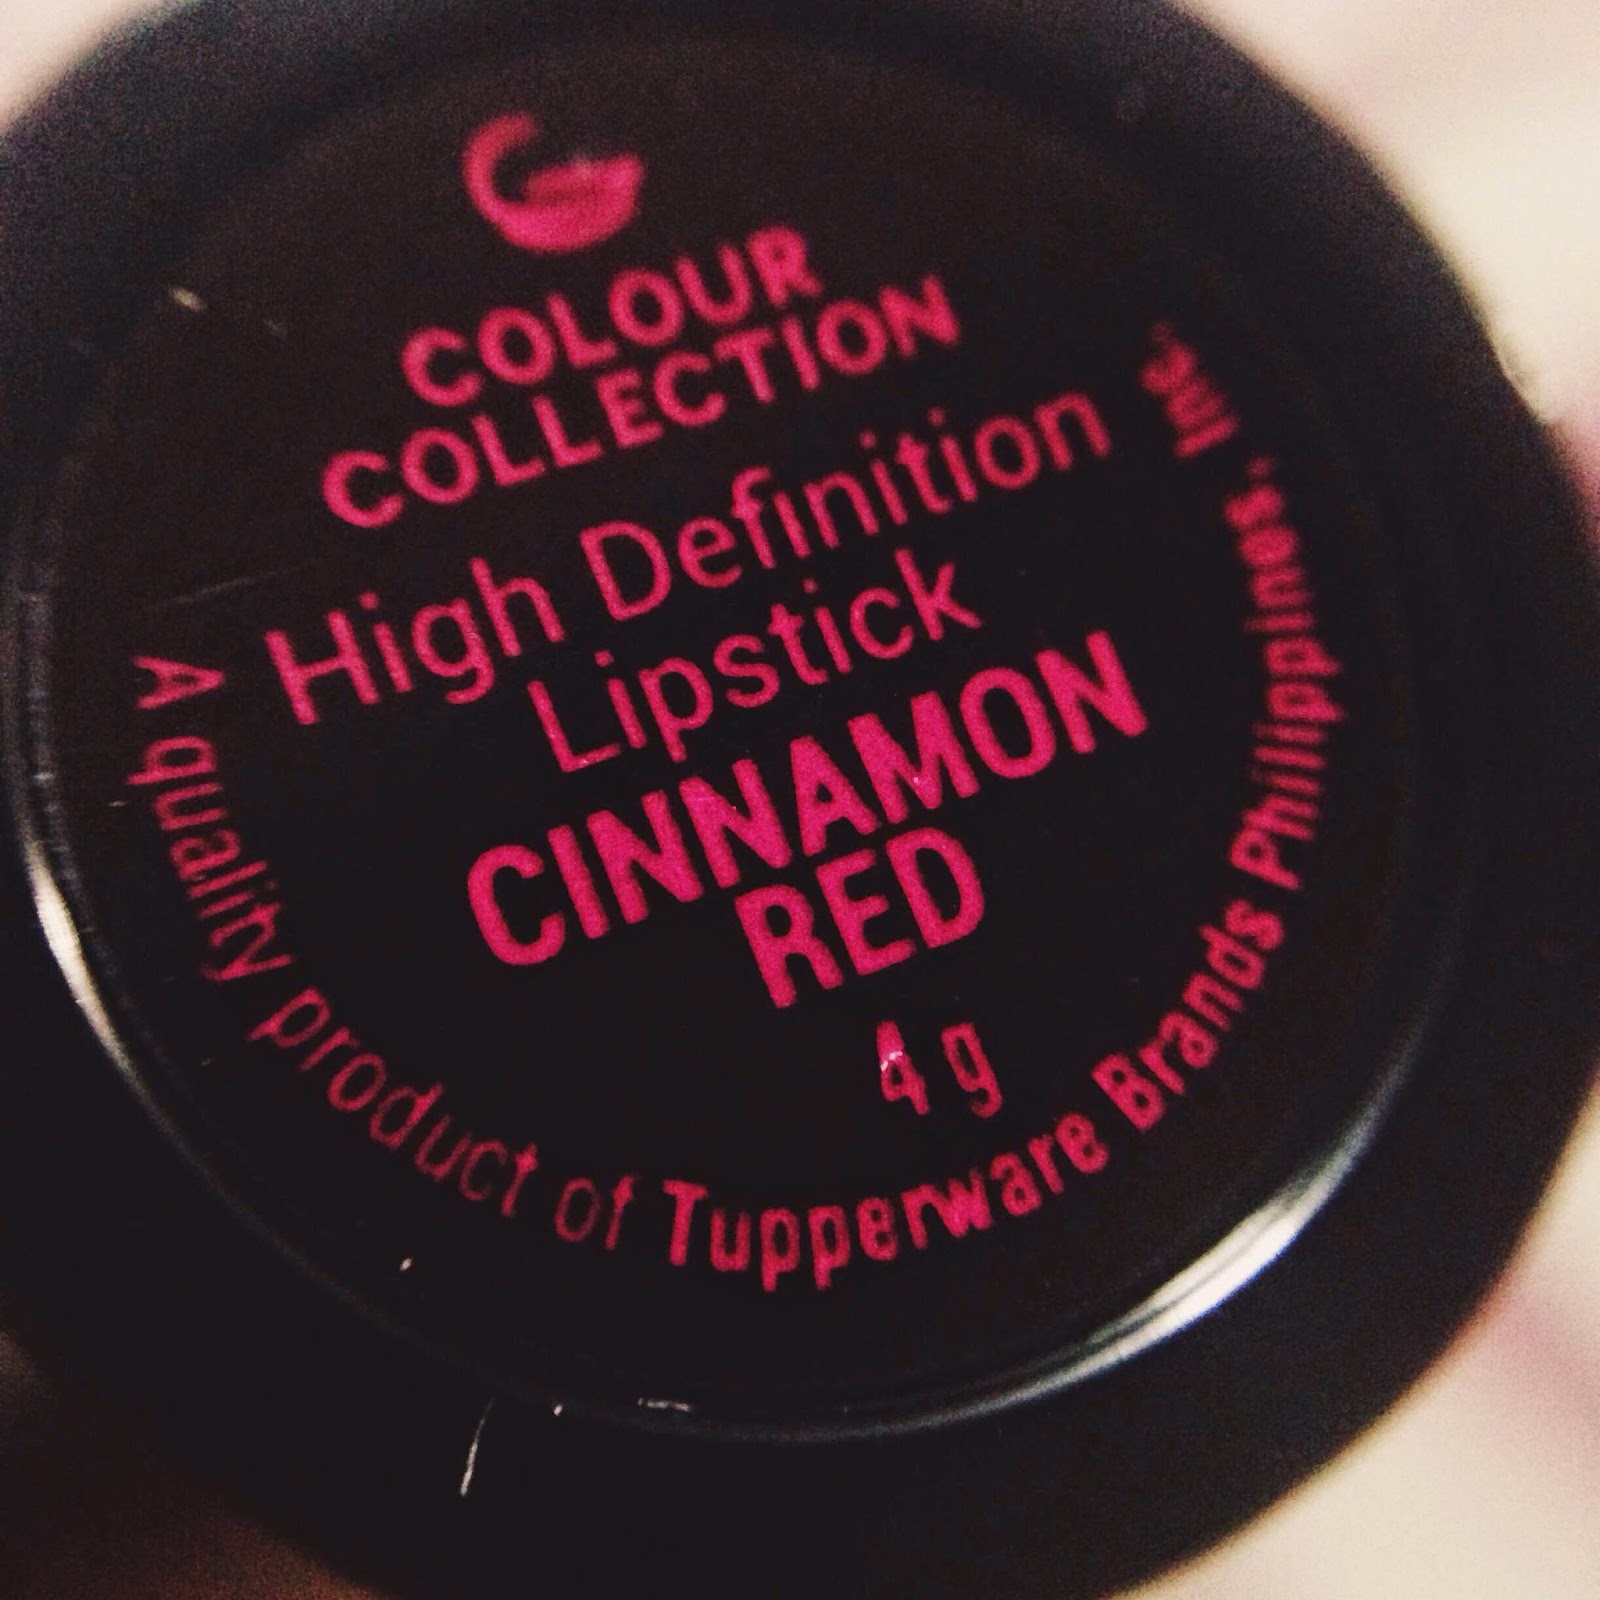 COLOUR
COLLECTION
High Definition
Lipstick
CINNAMON
RED
4 g
A quality product of Tupperware Brands Philippines, Inc.